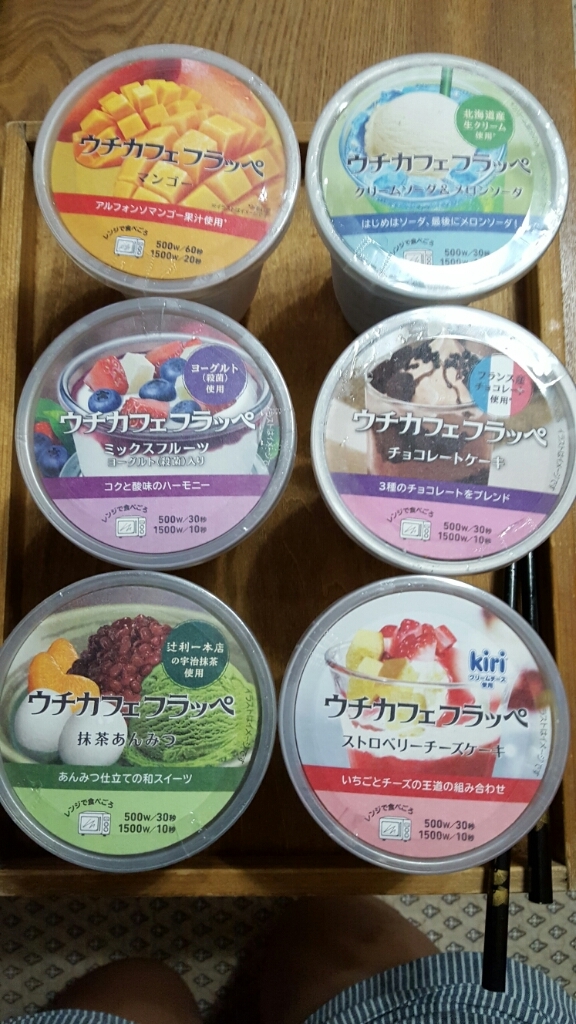 ウチカフェフラッペ
マンゴー
アルフォンソマンゴー果汁使用*
レンジで食べごろ
500W/60秒
1500W/20秒
北海道産
生クリーム
使用*
ウチカフェフラッペ
クリームソーダ&メロンソーダ
はじめはソーダ、最後にメロンソーダ!
500W/30秒
ヨーグルト
(殺菌)
使用
ウチカフェフラッペ
ミックスフルーツ
ヨーグルト(殺菌)入り
コクと酸味のハーモニー
レンジで食べごろ
500W/30秒
1500W/10秒
フランス産
チョコレート
使用*
ウチカフェフラッペ
チョコレートケーキ
3種のチョコレートをブレンド
レンジで食べごろ
500W/30秒
1500W/10秒
辻利一本店
の宇治抹茶
使用
ウチカフェフラッペ
抹茶あんみつ
あんみつ仕立ての和スイーツ
レンジで食べごろ
500W/30秒
1500W/10秒
kiri
クリームチーズ
使用
ウチカフェフラッペ
ストロベリーチーズケーキ
いちごとチーズの王道の組み合わせ
レンジで食べごろ
500W/30秒
1500W/10秒